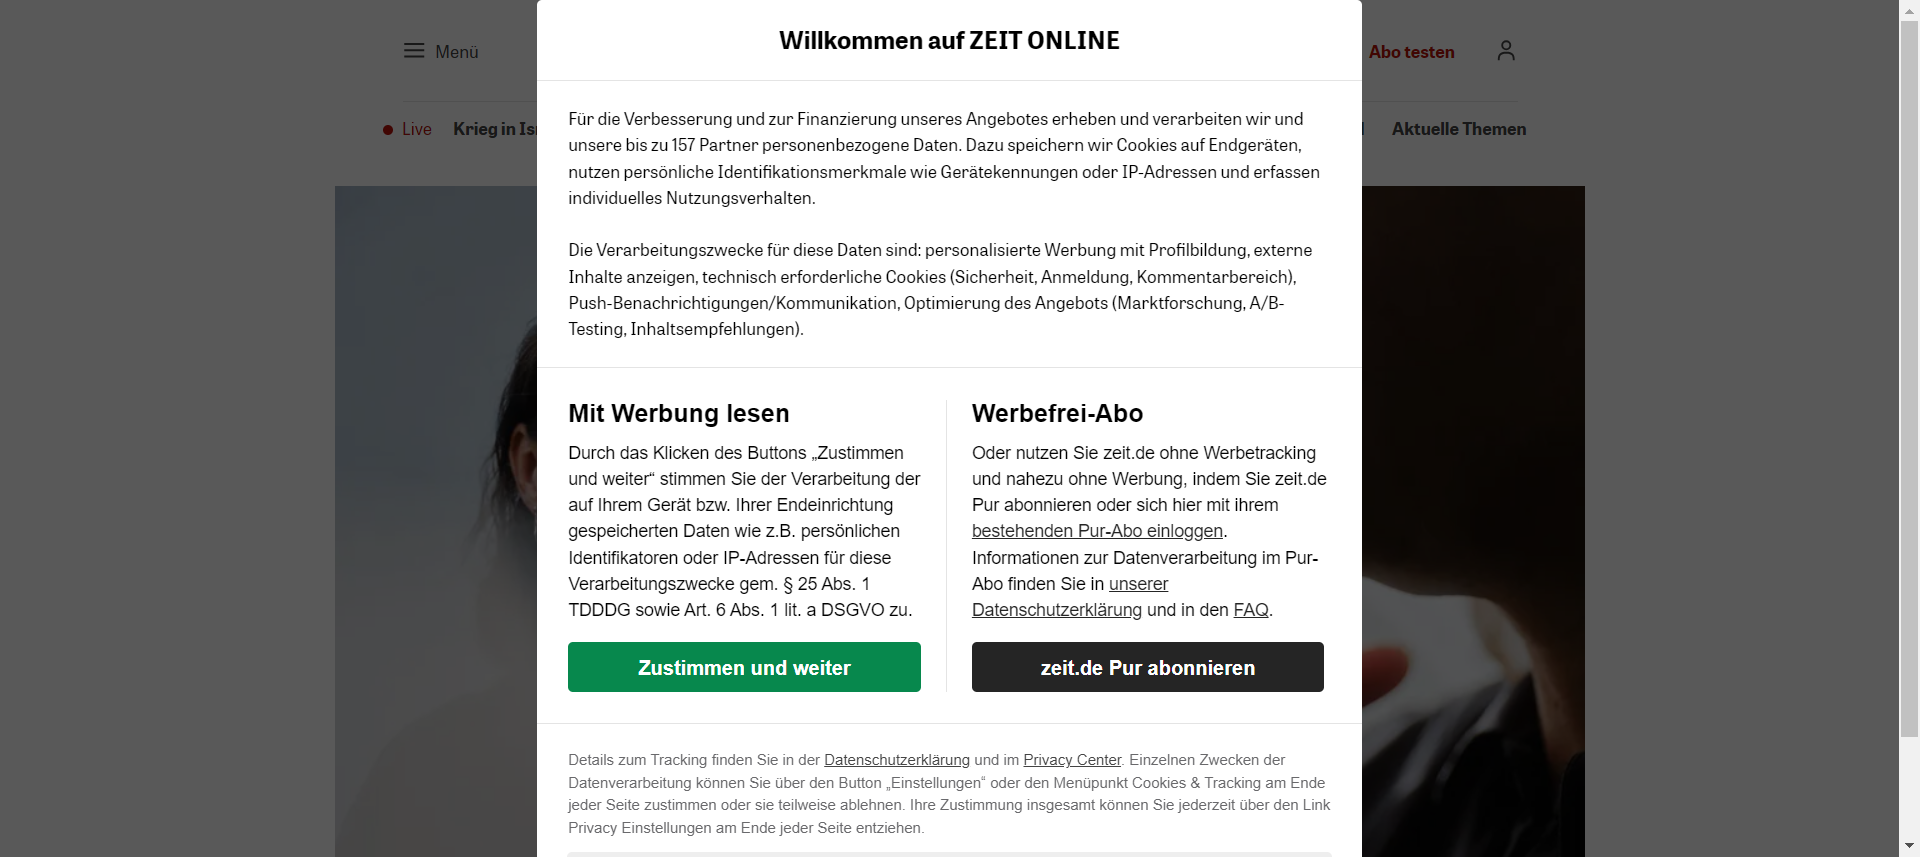 Menü
Abo testen
Live
Krieg in Isr
Aktuelle Themen
Willkommen auf ZEIT ONLINE
Für die Verbesserung und zur Finanzierung unseres Angebotes erheben und verarbeiten wir und
unsere bis zu 157 Partner personenbezogene Daten. Dazu speichern wir Cookies auf Endgeräten,
nutzen persönliche Identifikationsmerkmale wie Gerätekennungen oder IP-Adressen und erfassen
individuelles Nutzungsverhalten.
Die Verarbeitungszwecke für diese Daten sind: personalisierte Werbung mit Profilbildung, externe
Inhalte anzeigen, technisch erforderliche Cookies (Sicherheit, Anmeldung, Kommentarbereich),
Push-Benachrichtigungen/Kommunikation, Optimierung des Angebots (Marktforschung, A/B-
Testing, Inhaltsempfehlungen).
Mit Werbung lesen
Durch das Klicken des Buttons „Zustimmen
und weiter“ stimmen Sie der Verarbeitung der
auf Ihrem Gerät bzw. Ihrer Endeinrichtung
gespeicherten Daten wie z.B. persönlichen
Identifikatoren oder IP-Adressen für diese
Verarbeitungszwecke gem. § 25 Abs. 1
TDDDG sowie Art. 6 Abs. 1 lit. a DSGVO zu.
Zustimmen und weiter
Werbefrei-Abo
Oder nutzen Sie zeit.de ohne Werbetracking
und nahezu ohne Werbung, indem Sie zeit.de
Pur abonnieren oder sich hier mit ihrem
bestehenden Pur-Abo einloggen.
Informationen zur Datenverarbeitung im Pur-
Abo finden Sie in unserer
Datenschutzerklärung und in den FAQ.
zeit.de Pur abonnieren
Details zum Tracking finden Sie in der Datenschutzerklärung und im Privacy Center. Einzelnen Zwecken der
Datenverarbeitung können Sie über den Button „Einstellungen“ oder den Menüpunkt Cookies & Tracking am Ende
jeder Seite zustimmen oder sie teilweise ablehnen. Ihre Zustimmung insgesamt können Sie jederzeit über den Link
Privacy Einstellungen am Ende jeder Seite entziehen.